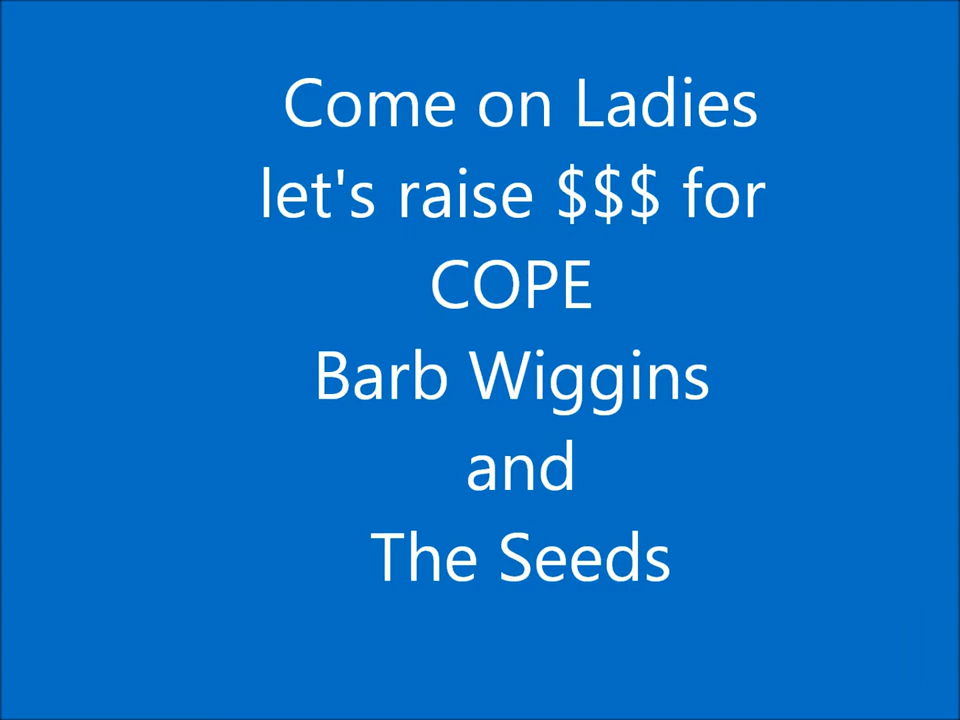 Come on Ladies
let's raise $$$ for
COPE
Barb Wiggins
and
The Seeds